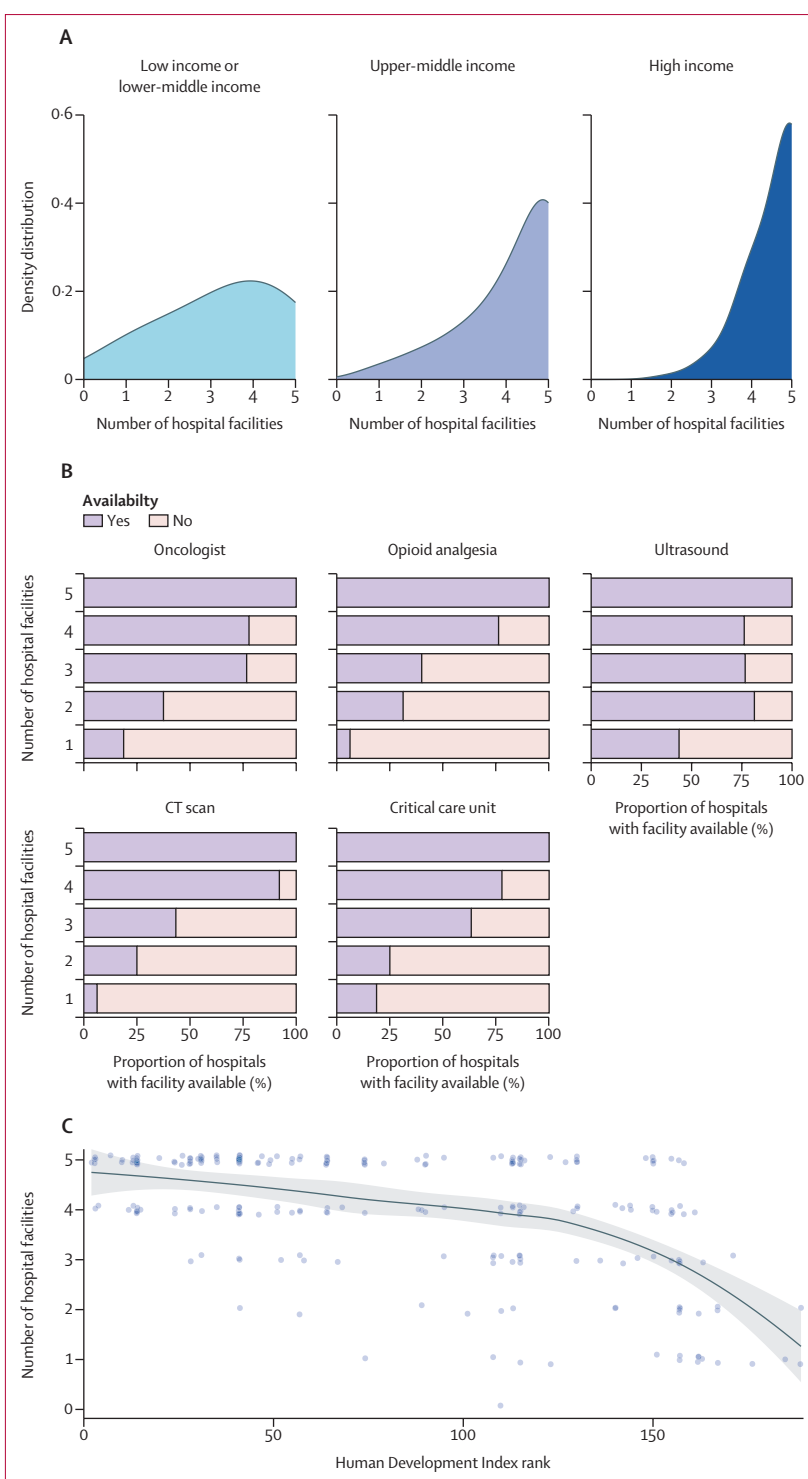 A
Low income or
lower-middle income
Upper-middle income
High income
Density distribution
0·6
0·4
0·2
0
0 1 2 3 4 5
0 1 2 3 4 5
0 1 2 3 4 5
Number of hospital facilities
Number of hospital facilities
Number of hospital facilities
B
Availabilty
Yes No
Oncologist
Opioid analgesia
Ultrasound
Number of hospital facilities
5
4
3
2
1
0 25 50 75 100
Proportion of hospitals
with facility available (%)
CT scan
Critical care unit
Number of hospital facilities
5
4
3
2
1
0 25 50 75 100
0 25 50 75 100
Proportion of hospitals
with facility available (%)
Proportion of hospitals
with facility available (%)
C
Number of hospital facilities
5
4
3
2
1
0
0 50 100 150
Human Development Index rank